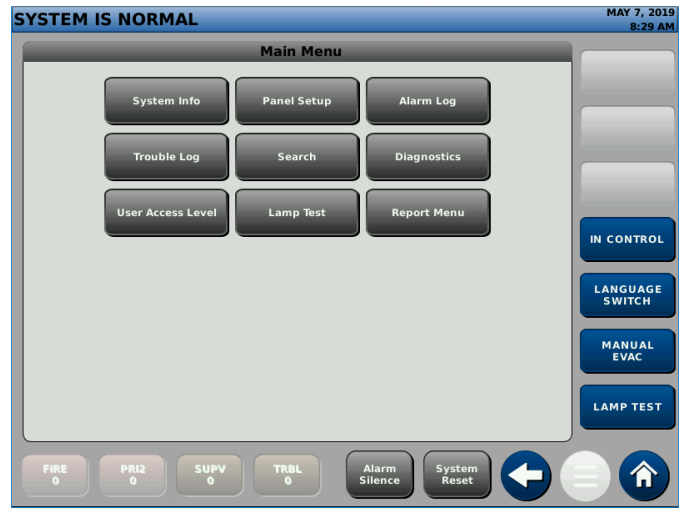 SYSTEM IS NORMAL
MAY 7, 2019
8:29 AM
Main Menu
System Info
Panel Setup
Alarm Log
Trouble Log
Search
Diagnostics
User Access Level
Lamp Test
Report Menu
IN CONTROL
LANGUAGE
SWITCH
MANUAL
EVAC
LAMP TEST
FIRE
0
PRI2
0
SUPV
0
TRBL
0
Alarm
Silence
System
Reset